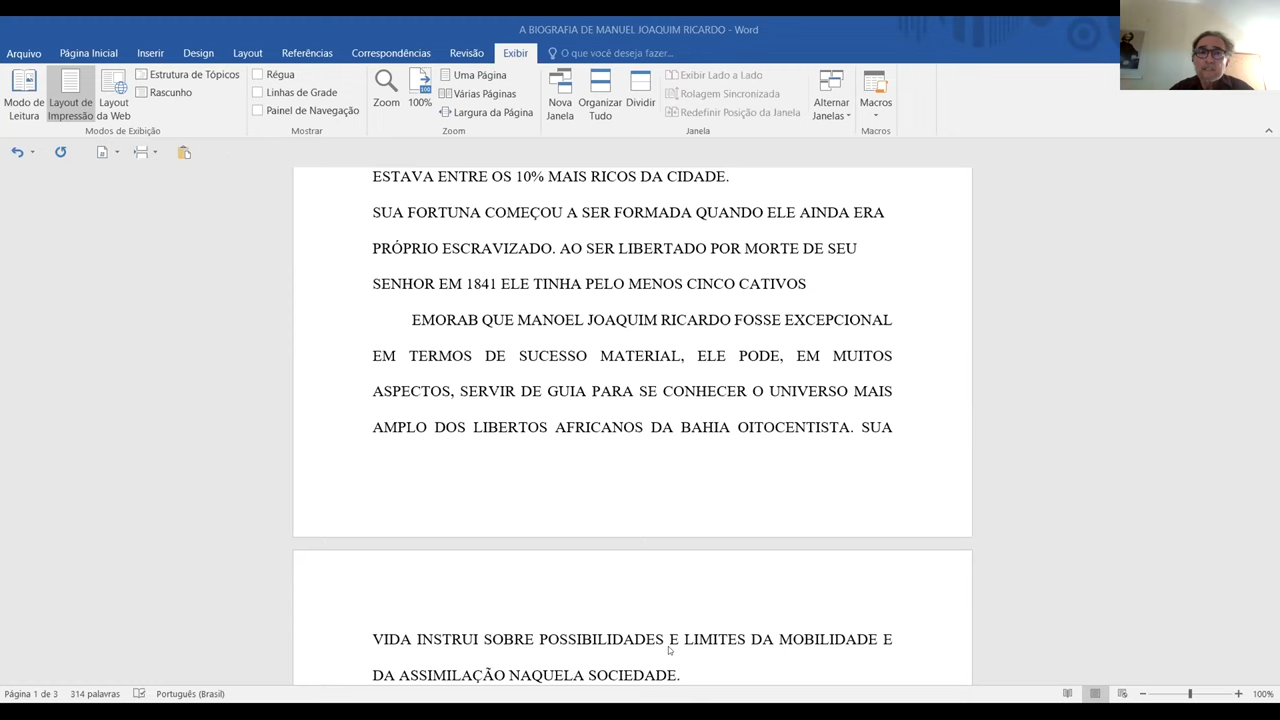 A BIOGRAFIA DE MANUEL JOAQUIM RICARDO - Word
Arquivo Página Inicial Inserir Design Layout Referências Correspondências Revisão Exibir O que você deseja fazer...
Modo de Leitura
Layout de Impressão
Layout da Web
Estrutura de Tópicos
Rascunho
Modos de Exibição
Régua
Linhas de Grade
Painel de Navegação
Mostrar
Zoom
100%
Uma Página
Várias Páginas
Largura da Página
Zoom
Nova Janela
Organizar Tudo
Dividir
Exibir Lado a Lado
Rolagem Sincronizada
Redefinir Posição da Janela
Janela
Alternar Janelas
Macros
Macros
ESTAVA ENTRE OS 10% MAIS RICOS DA CIDADE.
SUA FORTUNA COMEÇOU A SER FORMADA QUANDO ELE AINDA ERA
PRÓPRIO ESCRAVIZADO. AO SER LIBERTADO POR MORTE DE SEU
SENHOR EM 1841 ELE TINHA PELO MENOS CINCO CATIVOS
EMORAB QUE MANOEL JOAQUIM RICARDO FOSSE EXCEPCIONAL
EM TERMOS DE SUCESSO MATERIAL, ELE PODE, EM MUITOS
ASPECTOS, SERVIR DE GUIA PARA SE CONHECER O UNIVERSO MAIS
AMPLO DOS LIBERTOS AFRICANOS DA BAHIA OITOCENTISTA. SUA
VIDA INSTRUI SOBRE POSSIBILIDADES E LIMITES DA MOBILIDADE E
DA ASSIMILAÇÃO NAQUELA SOCIEDADE.
Página 1 de 3 314 palavras Português (Brasil) 100%